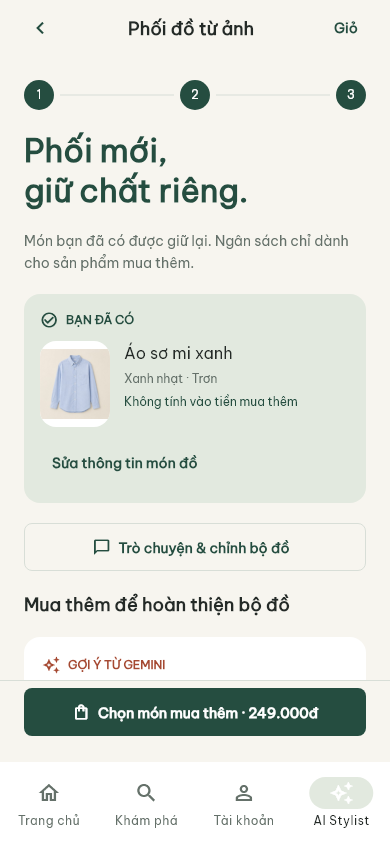 Phối đồ từ ảnh
Giỏ
1
2
3
Phối mới,
giữ chất riêng.
Món bạn đã có được giữ lại. Ngân sách chỉ dành
cho sản phẩm mua thêm.
BẠN ĐÃ CÓ
Áo sơ mi xanh
Xanh nhạt · Trơn
Không tính vào tiền mua thêm
Sửa thông tin món đồ
Trò chuyện & chỉnh bộ đồ
Mua thêm để hoàn thiện bộ đồ
GỢI Ý TỪ GEMINI
Chọn món mua thêm · 249.000đ
Trang chủ
Khám phá
Tài khoản
AI Stylist